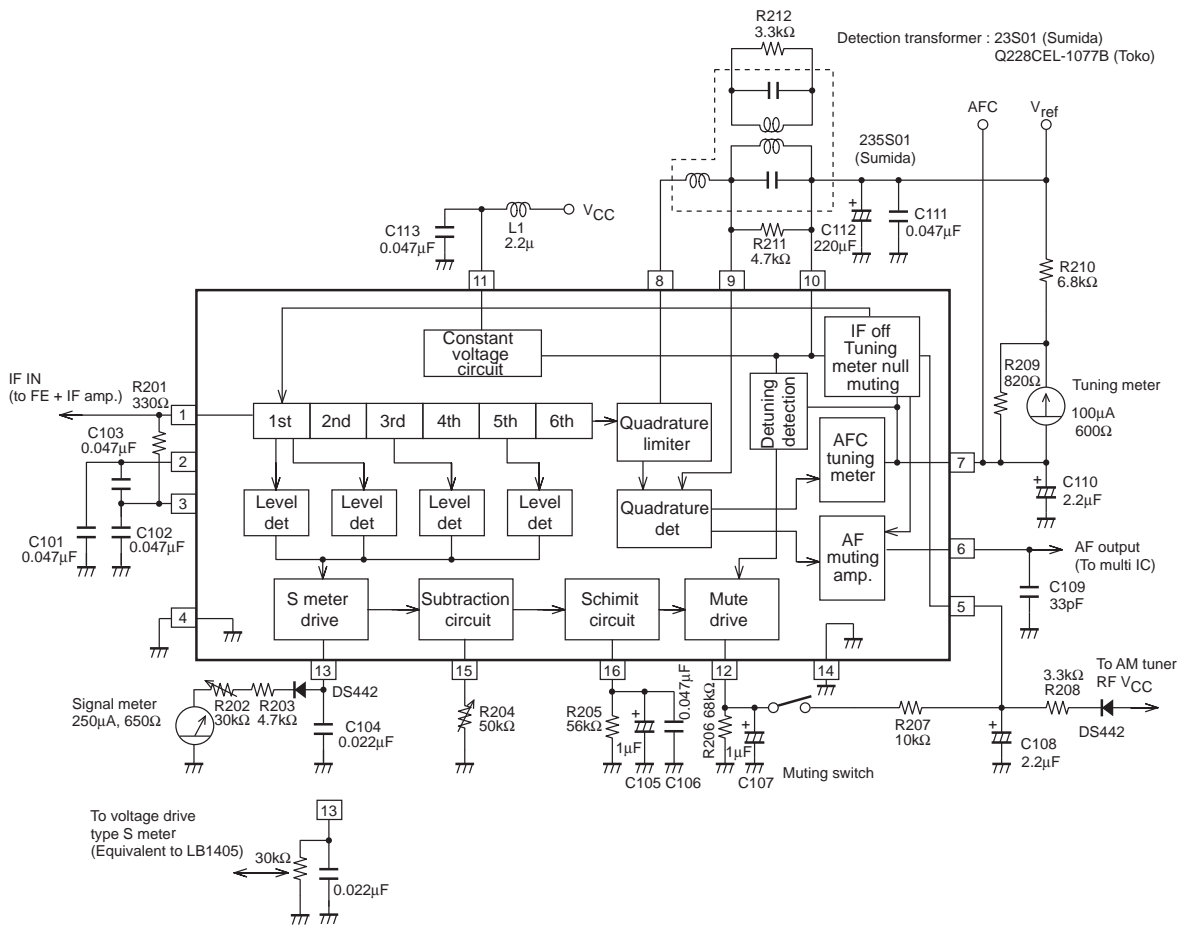 R212
3.3kΩ
Detection transformer : 23S01 (Sumida)
Q228CEL-1077B (Toko)
AFC
Vref
235S01
(Sumida)
C113
0.047μF
L1
2.2μ
VCC
R211
4.7kΩ
C112
220μF
C111
0.047μF
R210
6.8kΩ
11
8
9
10
Constant
voltage
circuit
IF off
Tuning
meter null
muting
R209
820Ω
Tuning meter
100μA
600Ω
IF IN
(to FE + IF amp.)
R201
330Ω
1
1st
2nd
3rd
4th
5th
6th
Quadrature
limiter
Detuning
detection
AFC
tuning
meter
7
C103
0.047μF
2
3
C110
2.2μF
Level
det
Level
det
Level
det
Level
det
Quadrature
det
AF
muting
amp.
6
AF output
(To multi IC)
C101
0.047μF
C102
0.047μF
C109
33pF
5
4
S meter
drive
Subtraction
circuit
Schimit
circuit
Mute
drive
13
15
16
12
14
Signal meter
250μA, 650Ω
R202
30kΩ
R203
4.7kΩ
DS442
C104
0.022μF
R204
50kΩ
R205
56kΩ
1μF
C105
0.047μF
C106
R206 68kΩ
1μF
C107
Muting switch
R207
10kΩ
C108
2.2μF
3.3kΩ
R208
DS442
To AM tuner
RF VCC
13
To voltage drive
type S meter
(Equivalent to LB1405)
30kΩ
0.022μF